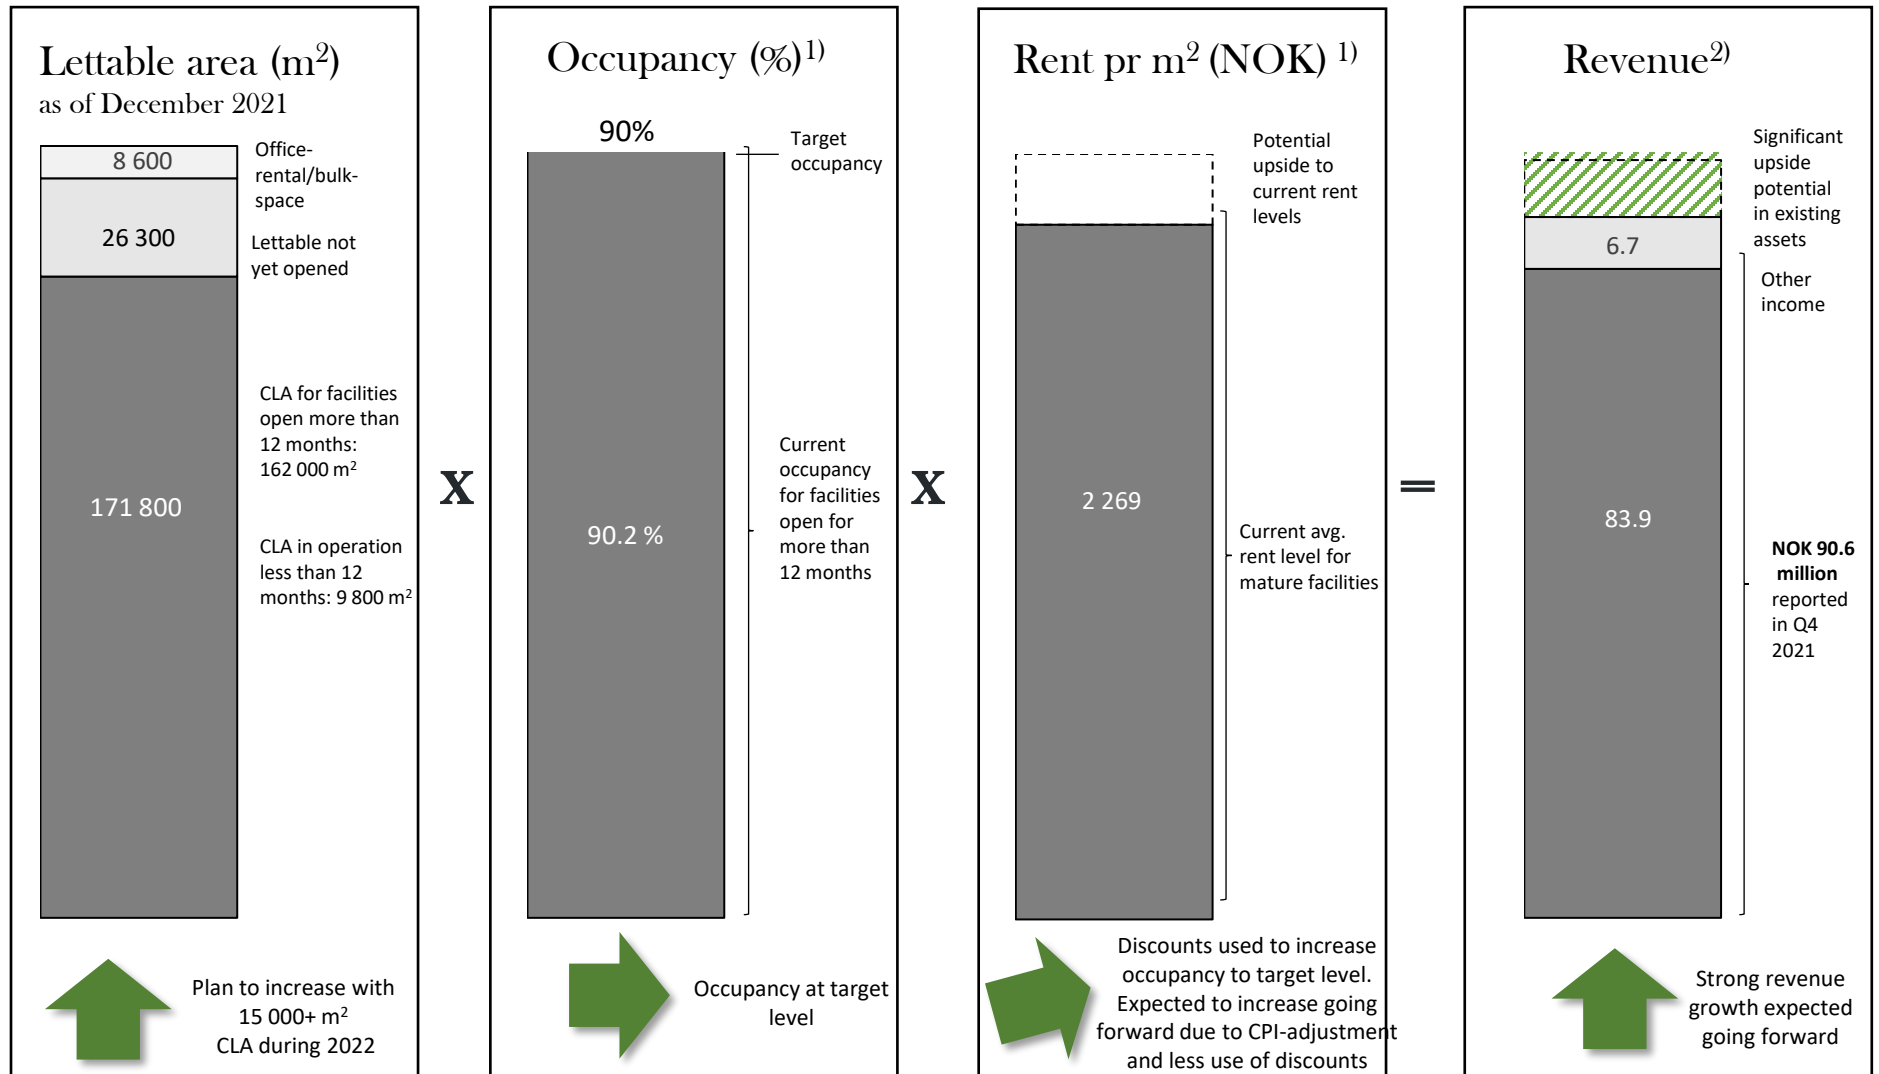 Lettable area (m²)
as of December 2021
8 600
Office-
rental/bulk-
space
26 300
Lettable not
yet opened
171 800
CLA for facilities
open more than
12 months:
162 000 m²
CLA in operation
less than 12
months: 9 800 m²
Plan to increase with
15 000+ m²
CLA during 2022
x
Occupancy (%)¹⁾
90%
Target
occupancy
90.2 %
Current
occupancy
for facilities
open for
more than
12 months
Occupancy at target
level
x
Rent pr m² (NOK) ¹⁾
Potential
upside to
current rent
levels
2 269
Current avg.
rent level for
mature facilities
Discounts used to increase
occupancy to target level.
Expected to increase going
forward due to CPI-adjustment
and less use of discounts
=
Revenue²⁾
Significant
upside
potential
in existing
assets
6.7
Other
income
83.9
NOK 90.6
million
reported
in Q4
2021
Strong revenue
growth expected
going forward